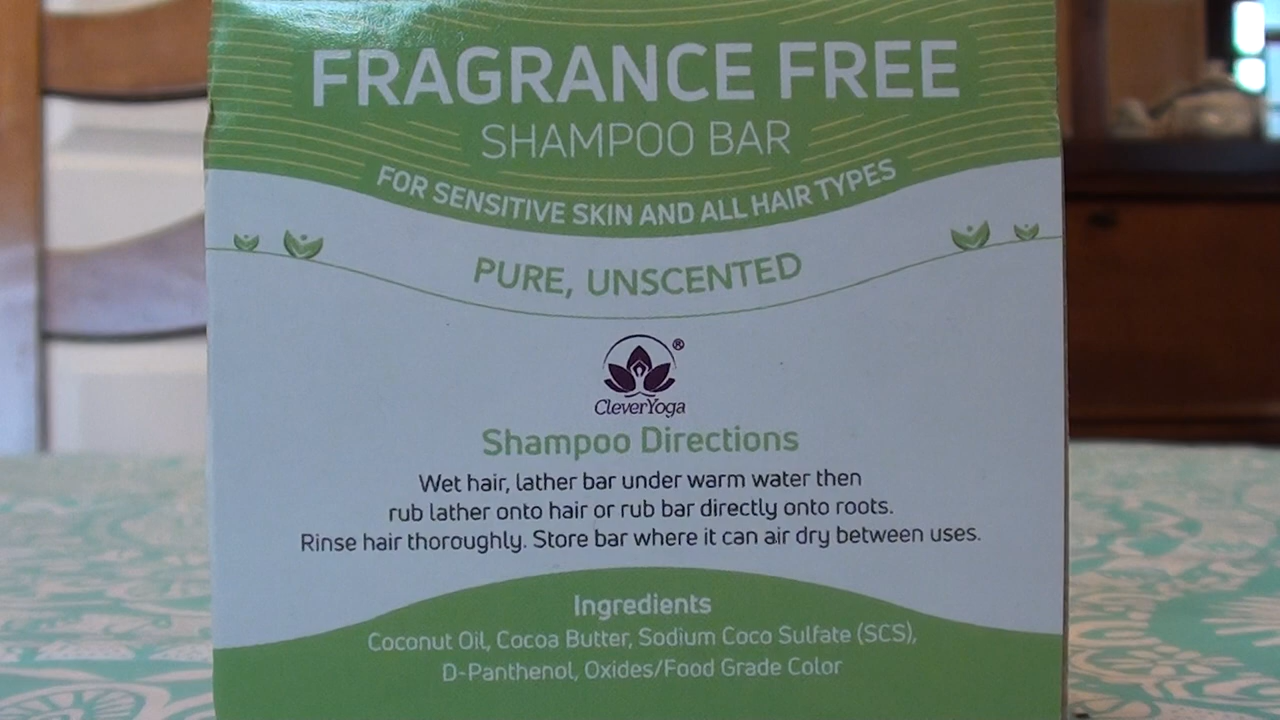 FRAGRANCE FREE
SHAMPOO BAR
FOR SENSITIVE SKIN AND ALL HAIR TYPES
PURE, UNSCENTED
®
CleverYoga
Shampoo Directions
Wet hair, lather bar under warm water then
rub lather onto hair or rub bar directly onto roots.
Rinse hair thoroughly. Store bar where it can air dry between uses.
Ingredients
Coconut Oil, Cocoa Butter, Sodium Coco Sulfate (SCS),
D-Panthenol, Oxides/Food Grade Color